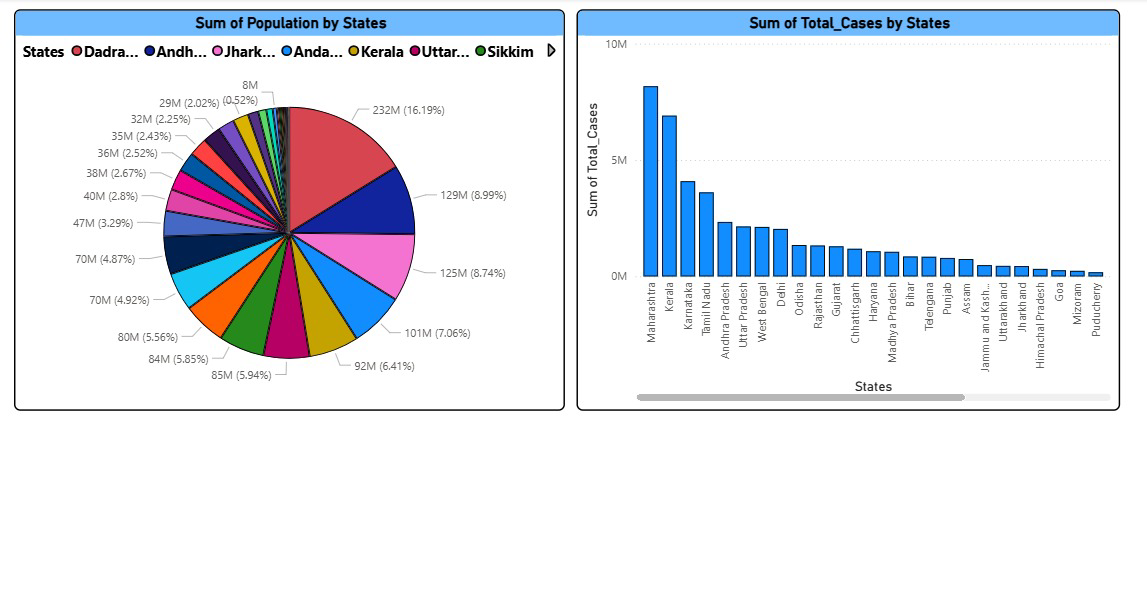 Sum of Population by States
States Dadra... Andh... Jhark... Anda... Kerala Uttar... Sikkim
8M
(0.52%)
29M (2.02%)
32M (2.25%)
35M (2.43%)
36M (2.52%)
38M (2.67%)
40M (2.8%)
47M (3.29%)
70M (4.87%)
70M (4.92%)
80M (5.56%)
84M (5.85%)
85M (5.94%)
232M (16.19%)
129M (8.99%)
125M (8.74%)
101M (7.06%)
92M (6.41%)
Sum of Total_Cases by States
Sum of Total_Cases
10M
5M
0M
Maharashtra
Kerala
Karnataka
Tamil Nadu
Andhra Pradesh
Uttar Pradesh
West Bengal
Delhi
Odisha
Rajasthan
Gujarat
Chhattisgarh
Haryana
Madhya Pradesh
Bihar
Telengana
Punjab
Assam
Jammu and Kash...
Uttarakhand
Jharkhand
Himachal Pradesh
Goa
Mizoram
Puducherry
States